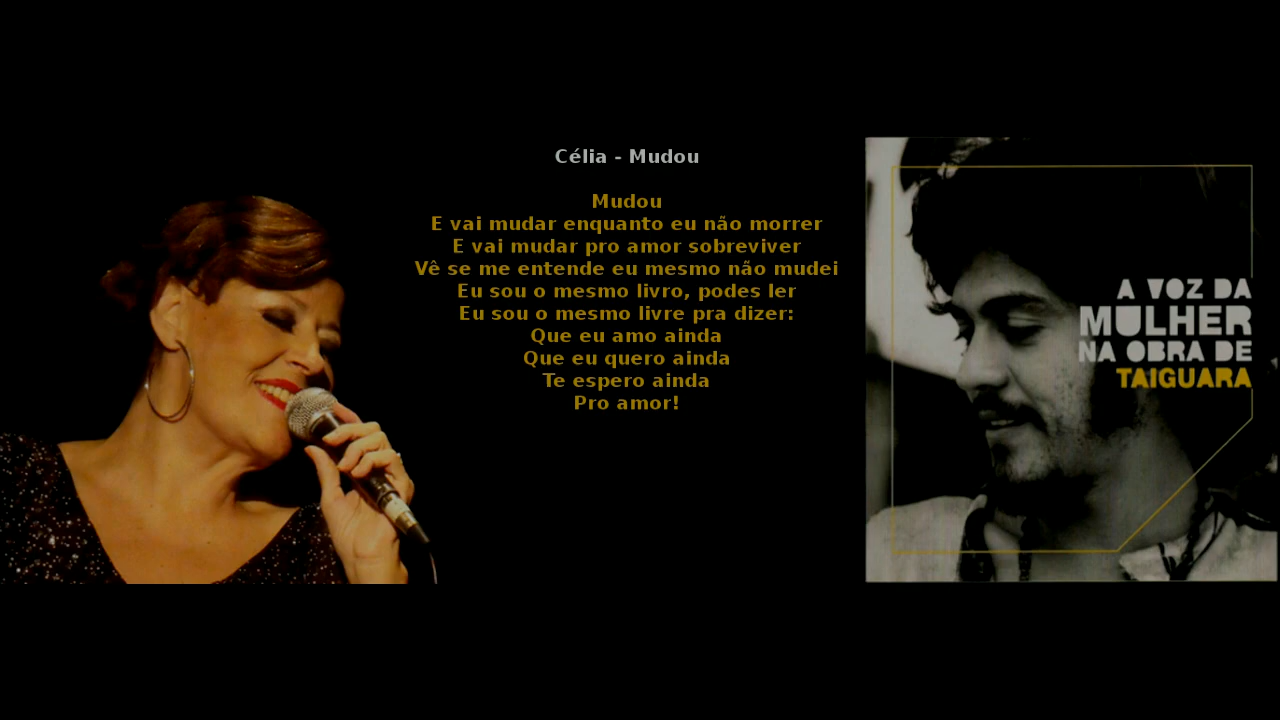 Célia - Mudou
Mudou
E vai mudar enquanto eu não morrer
E vai mudar pro amor sobreviver
Vê se me entende eu mesmo não mudei
Eu sou o mesmo livro, podes ler
Eu sou o mesmo livre pra dizer:
Que eu amo ainda
Que eu quero ainda
Te espero ainda
Pro amor!
A VOZ DA
MULHER
NA OBRA DE
TAIGUARA